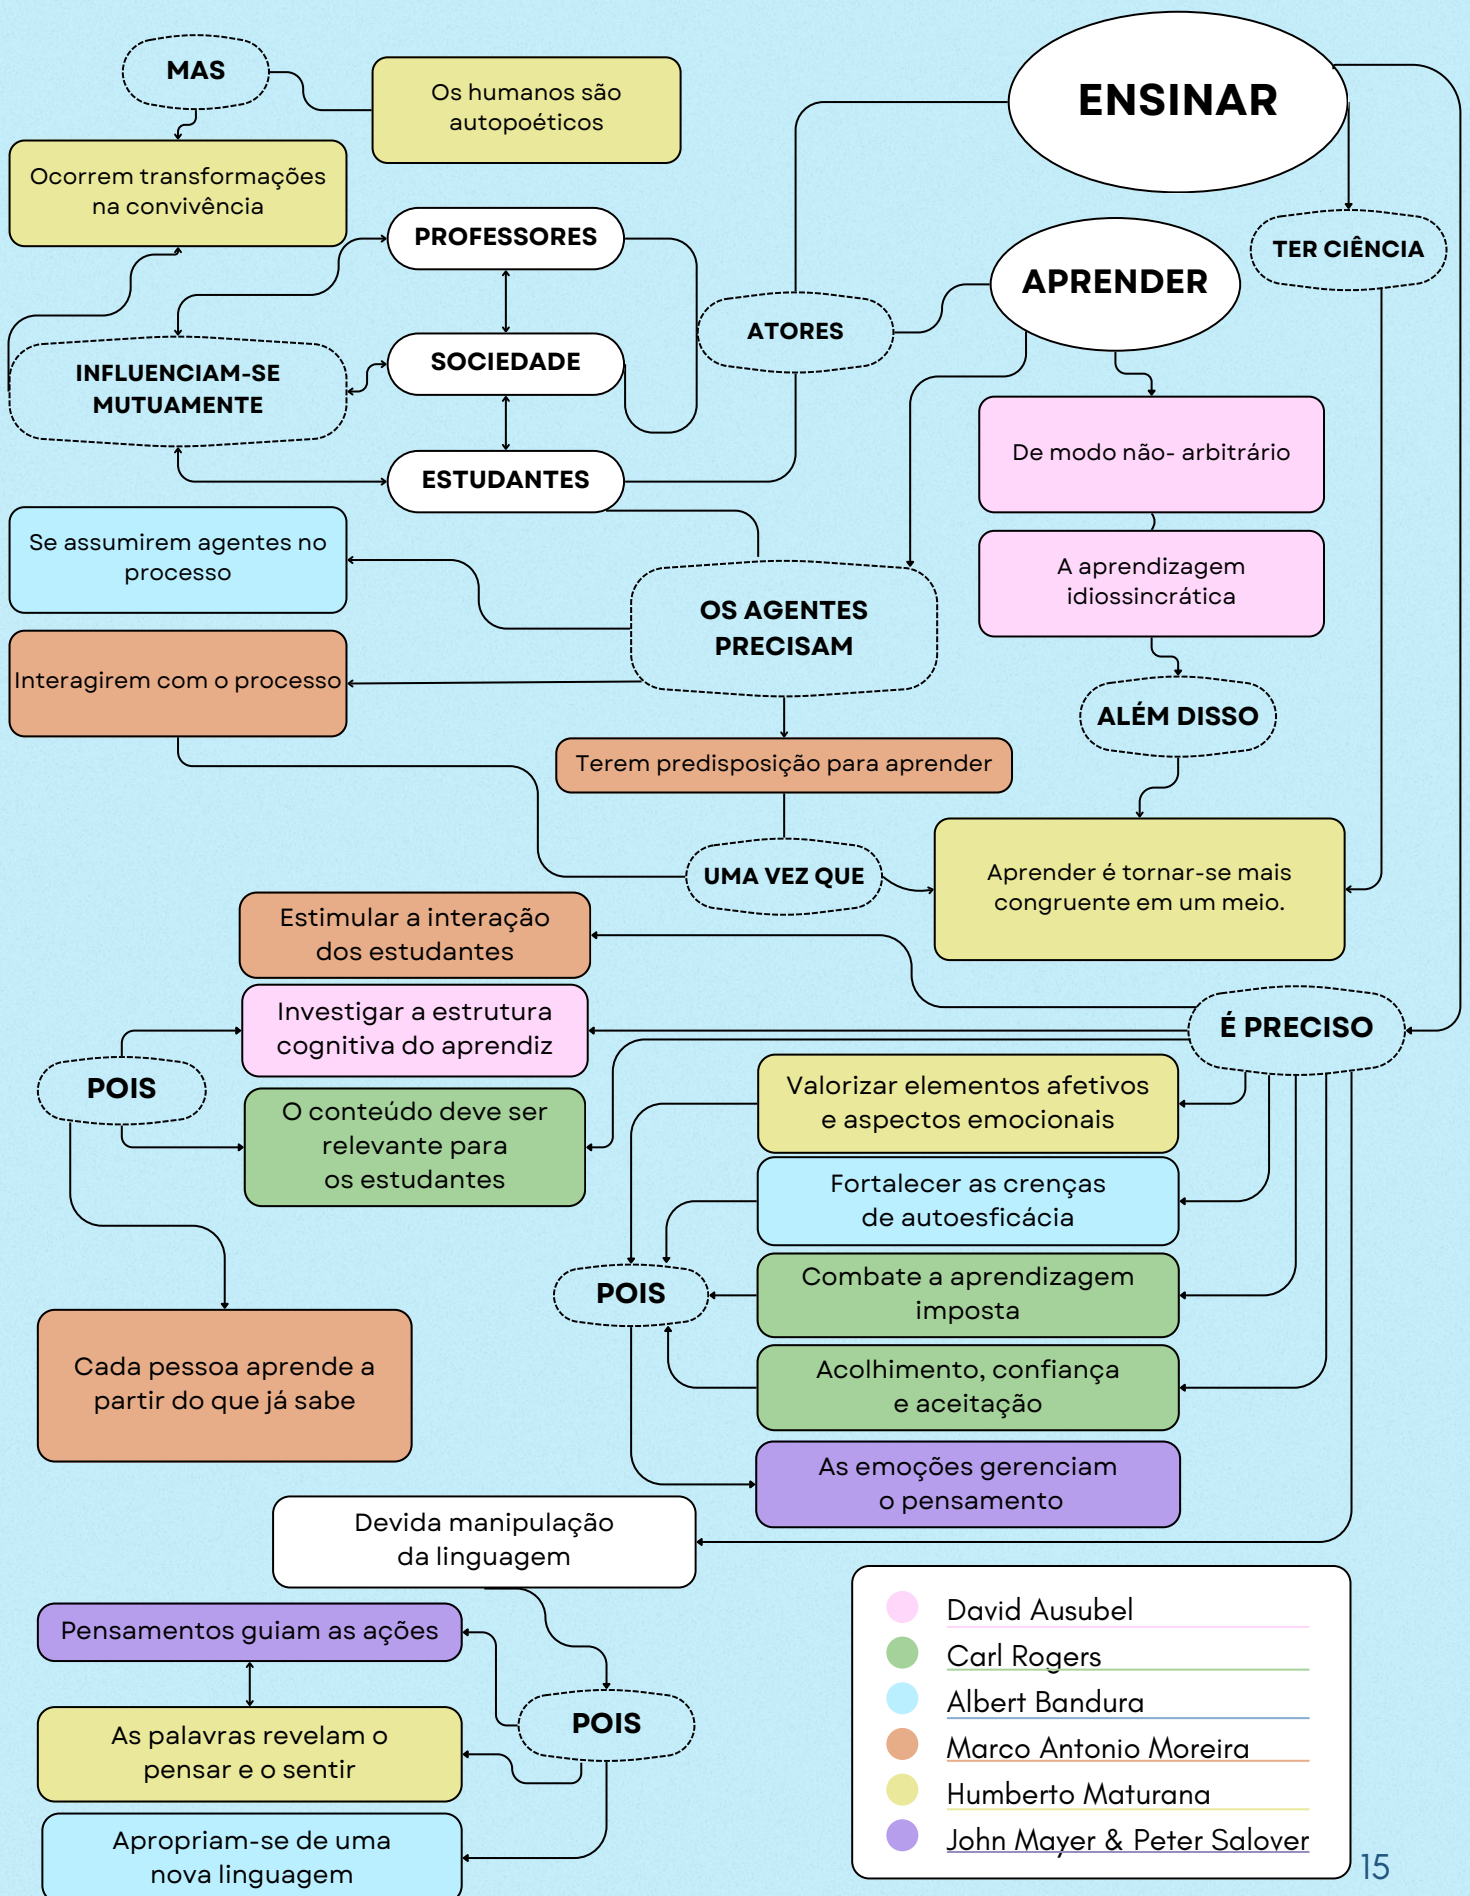 MAS
Os humanos são
autopoéticos
ENSINAR
Ocorrem transformações
na convivência
PROFESSORES
TER CIÊNCIA
APRENDER
ATORES
SOCIEDADE
INFLUENCIAM-SE
MUTUAMENTE
ESTUDANTES
De modo não- arbitrário
Se assumirem agentes no
processo
A aprendizagem
idiossincrática
OS AGENTES
PRECISAM
Interagirem com o processo
ALÉM DISSO
Terem predisposição para aprender
UMA VEZ QUE
Aprender é tornar-se mais
congruente em um meio.
Estimular a interação
dos estudantes
Investigar a estrutura
cognitiva do aprendiz
É PRECISO
POIS
O conteúdo deve ser
relevante para
os estudantes
Valorizar elementos afetivos
e aspectos emocionais
Fortalecer as crenças
de autoesficácia
POIS
Combate a aprendizagem
imposta
Cada pessoa aprende a
partir do que já sabe
Acolhimento, confiança
e aceitação
As emoções gerenciam
o pensamento
Devida manipulação
da linguagem
Pensamentos guiam as ações
POIS
As palavras revelam o
pensar e o sentir
Apropriam-se de uma
nova linguagem
David Ausubel
Carl Rogers
Albert Bandura
Marco Antonio Moreira
Humberto Maturana
John Mayer & Peter Salover
15